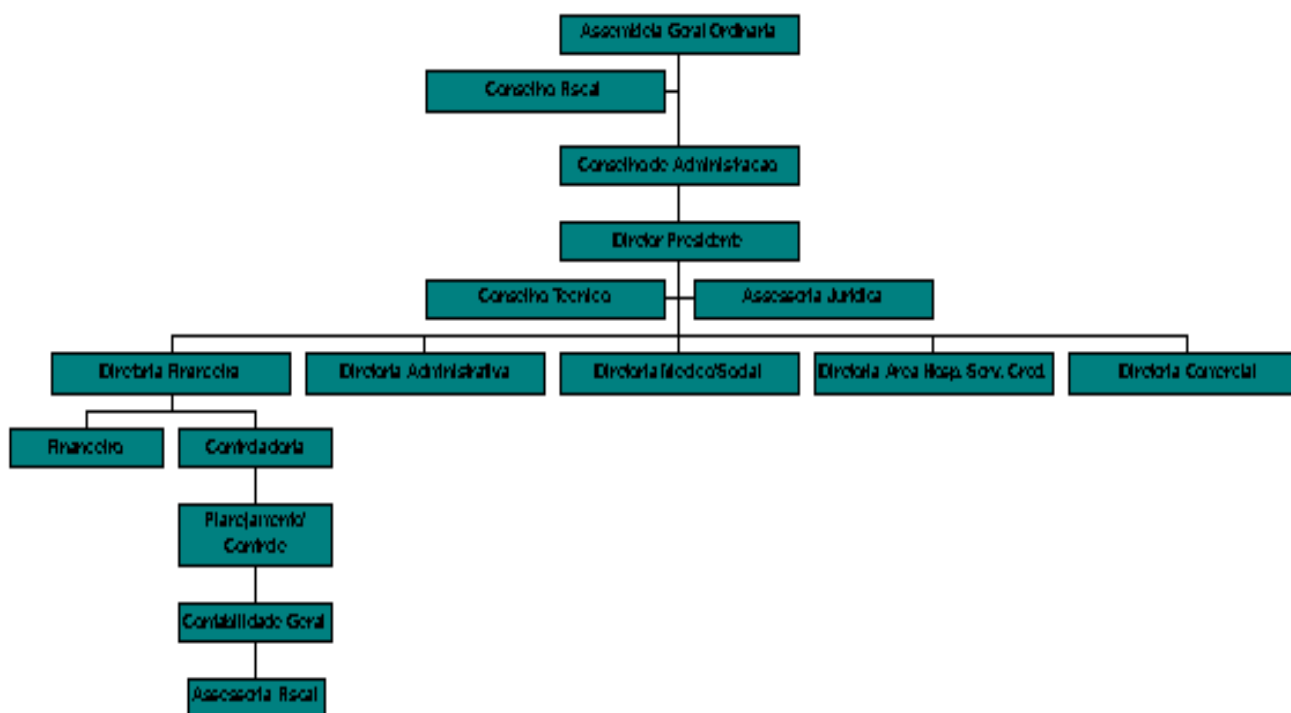 Assembleia Geral Ordinaria
Conselho Fiscal
Conselho de Administracao
Diretor Presidente
Conselho Tecnico
Assessoria Juridica
Diretoria Financeira
Diretoria Administrativa
Diretoria Medico/Social
Diretoria Area Hosp. Serv. Cred.
Diretoria Comercial
Financeiro
Controladoria
Planejamento/
Controle
Contabilidade Geral
Assessoria Fiscal